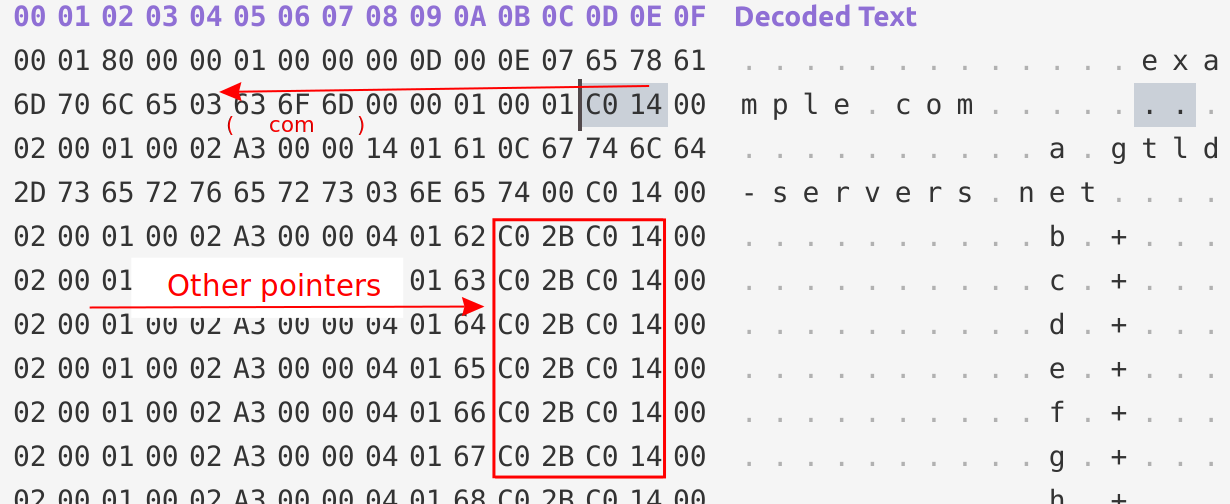 00 01 02 03 04 05 06 07 08 09 0A 0B 0C 0D 0E 0F Decoded Text
00 01 80 00 00 01 00 00 00 0D 00 0E 07 65 78 61 . . . . . . . . . . . . . e x a
6D 70 6C 65 03 63 6F 6D 00 00 01 00 01 C0 14 00 m p l e . c o m . . . . . . . .
( com )
02 00 01 00 02 A3 00 00 14 01 61 0C 67 74 6C 64 . . . . . . . . . . a . g t l d
2D 73 65 72 76 65 72 73 03 6E 65 74 00 C0 14 00 - s e r v e r s . n e t . . . .
02 00 01 00 02 A3 00 00 04 01 62 C0 2B C0 14 00 . . . . . . . . . . b . + . . .
02 00 01 01 63 C0 2B C0 14 00 . . . . . . . . . . c . + . . .
Other pointers
02 00 01 00 02 A3 00 00 04 01 64 C0 2B C0 14 00 . . . . . . . . . . d . + . . .
02 00 01 00 02 A3 00 00 04 01 65 C0 2B C0 14 00 . . . . . . . . . . e . + . . .
02 00 01 00 02 A3 00 00 04 01 66 C0 2B C0 14 00 . . . . . . . . . . f . + . . .
02 00 01 00 02 A3 00 00 04 01 67 C0 2B C0 14 00 . . . . . . . . . . g . + . . .
02 00 01 00 02 A3 00 00 04 01 68 C0 2B C0 14 00 . . . . . . . . . . h . + . . .